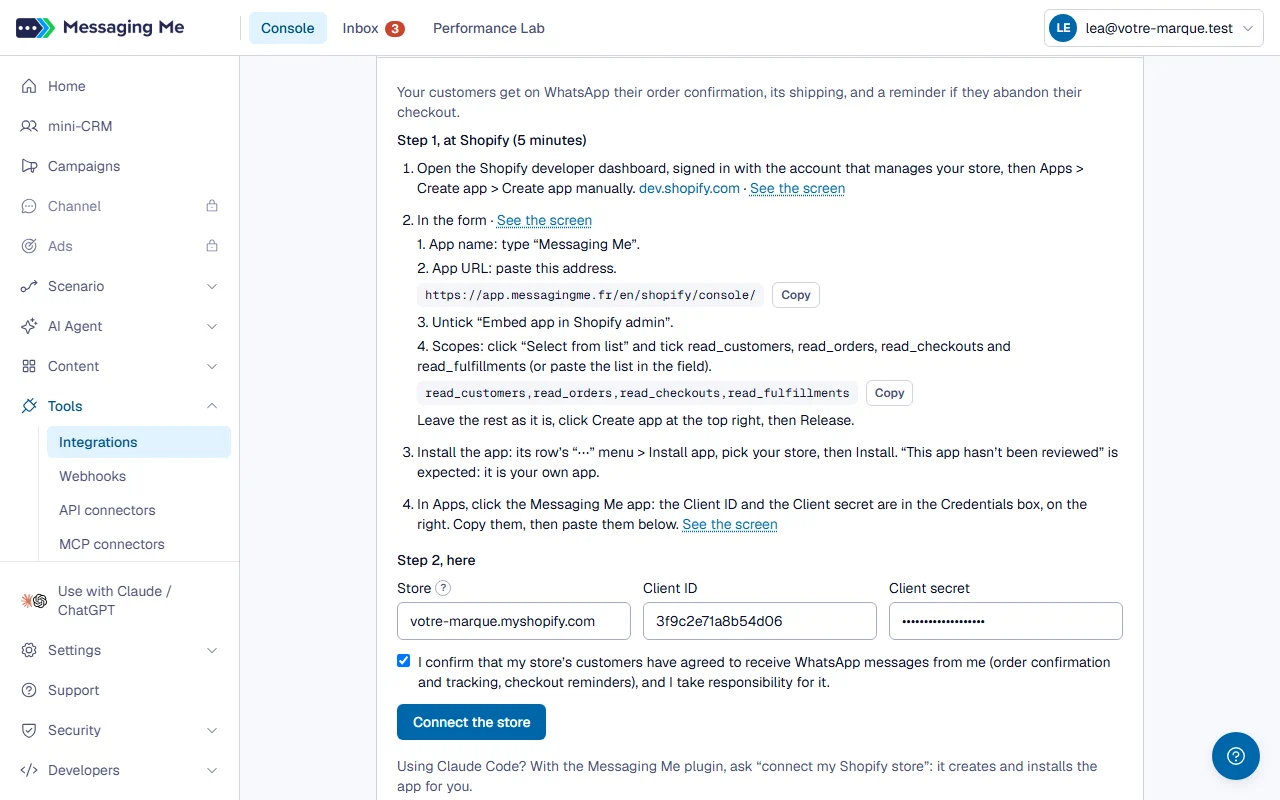 Messaging Me
Console
Inbox 3
Performance Lab
LE lea@votre-marque.test
Home
mini-CRM
Campaigns
Channel
Ads
Scenario
AI Agent
Content
Tools
Integrations
Webhooks
API connectors
MCP connectors
Use with Claude /
ChatGPT
Settings
Support
Security
Developers
Your customers get on WhatsApp their order confirmation, its shipping, and a reminder if they abandon their
checkout.
Step 1, at Shopify (5 minutes)
1. Open the Shopify developer dashboard, signed in with the account that manages your store, then Apps >
Create app > Create app manually. dev.shopify.com · See the screen
2. In the form · See the screen
1. App name: type “Messaging Me”.
2. App URL: paste this address.
https://app.messagingme.fr/en/shopify/console/ Copy
3. Untick “Embed app in Shopify admin”.
4. Scopes: click “Select from list” and tick read_customers, read_orders, read_checkouts and
read_fulfillments (or paste the list in the field).
read_customers,read_orders,read_checkouts,read_fulfillments Copy
Leave the rest as it is, click Create app at the top right, then Release.
3. Install the app: its row’s “···” menu > Install app, pick your store, then Install. “This app hasn’t been reviewed” is
expected: it is your own app.
4. In Apps, click the Messaging Me app: the Client ID and the Client secret are in the Credentials box, on the
right. Copy them, then paste them below. See the screen
Step 2, here
Store ? Client ID Client secret
votre-marque.myshopify.com 3f9c2e71a8b54d06 •••••••••••••••••••
I confirm that my store’s customers have agreed to receive WhatsApp messages from me (order confirmation
and tracking, checkout reminders), and I take responsibility for it.
Connect the store
Using Claude Code? With the Messaging Me plugin, ask “connect my Shopify store”: it creates and installs the
app for you.